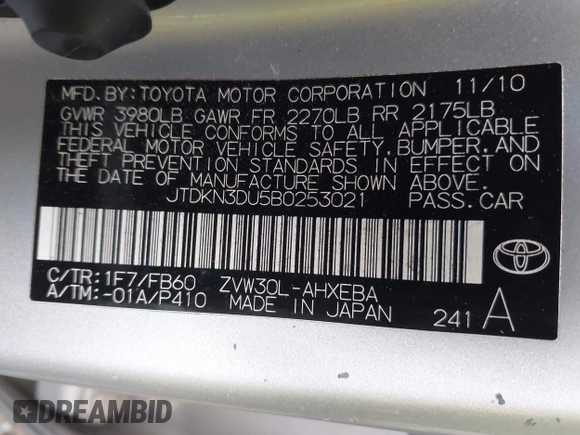 MFD. BY: TOYOTA MOTOR CORPORATION 11/10
GVWR 3980LB GAWR FR 2270LB RR 2175LB
THIS VEHICLE CONFORMS TO ALL APPLICABLE
FEDERAL MOTOR VEHICLE SAFETY, BUMPER, AND
THEFT PREVENTION STANDARDS IN EFFECT ON
THE DATE OF MANUFACTURE SHOWN ABOVE.
JTDKN3DU5B0253021 PASS. CAR
C/TR: 1F7/FB60 ZVW30L-AHXEBA
A/TM: -01A/P410 MADE IN JAPAN 241 A
DREAMBID